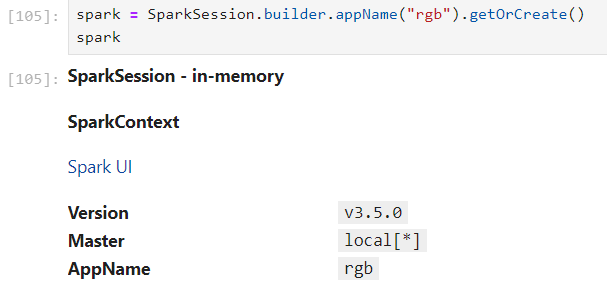 [105]: spark = SparkSession.builder.appName("rgb").getOrCreate()
spark
[105]: SparkSession - in-memory
SparkContext
Spark UI
Version v3.5.0
Master local[*]
AppName rgb